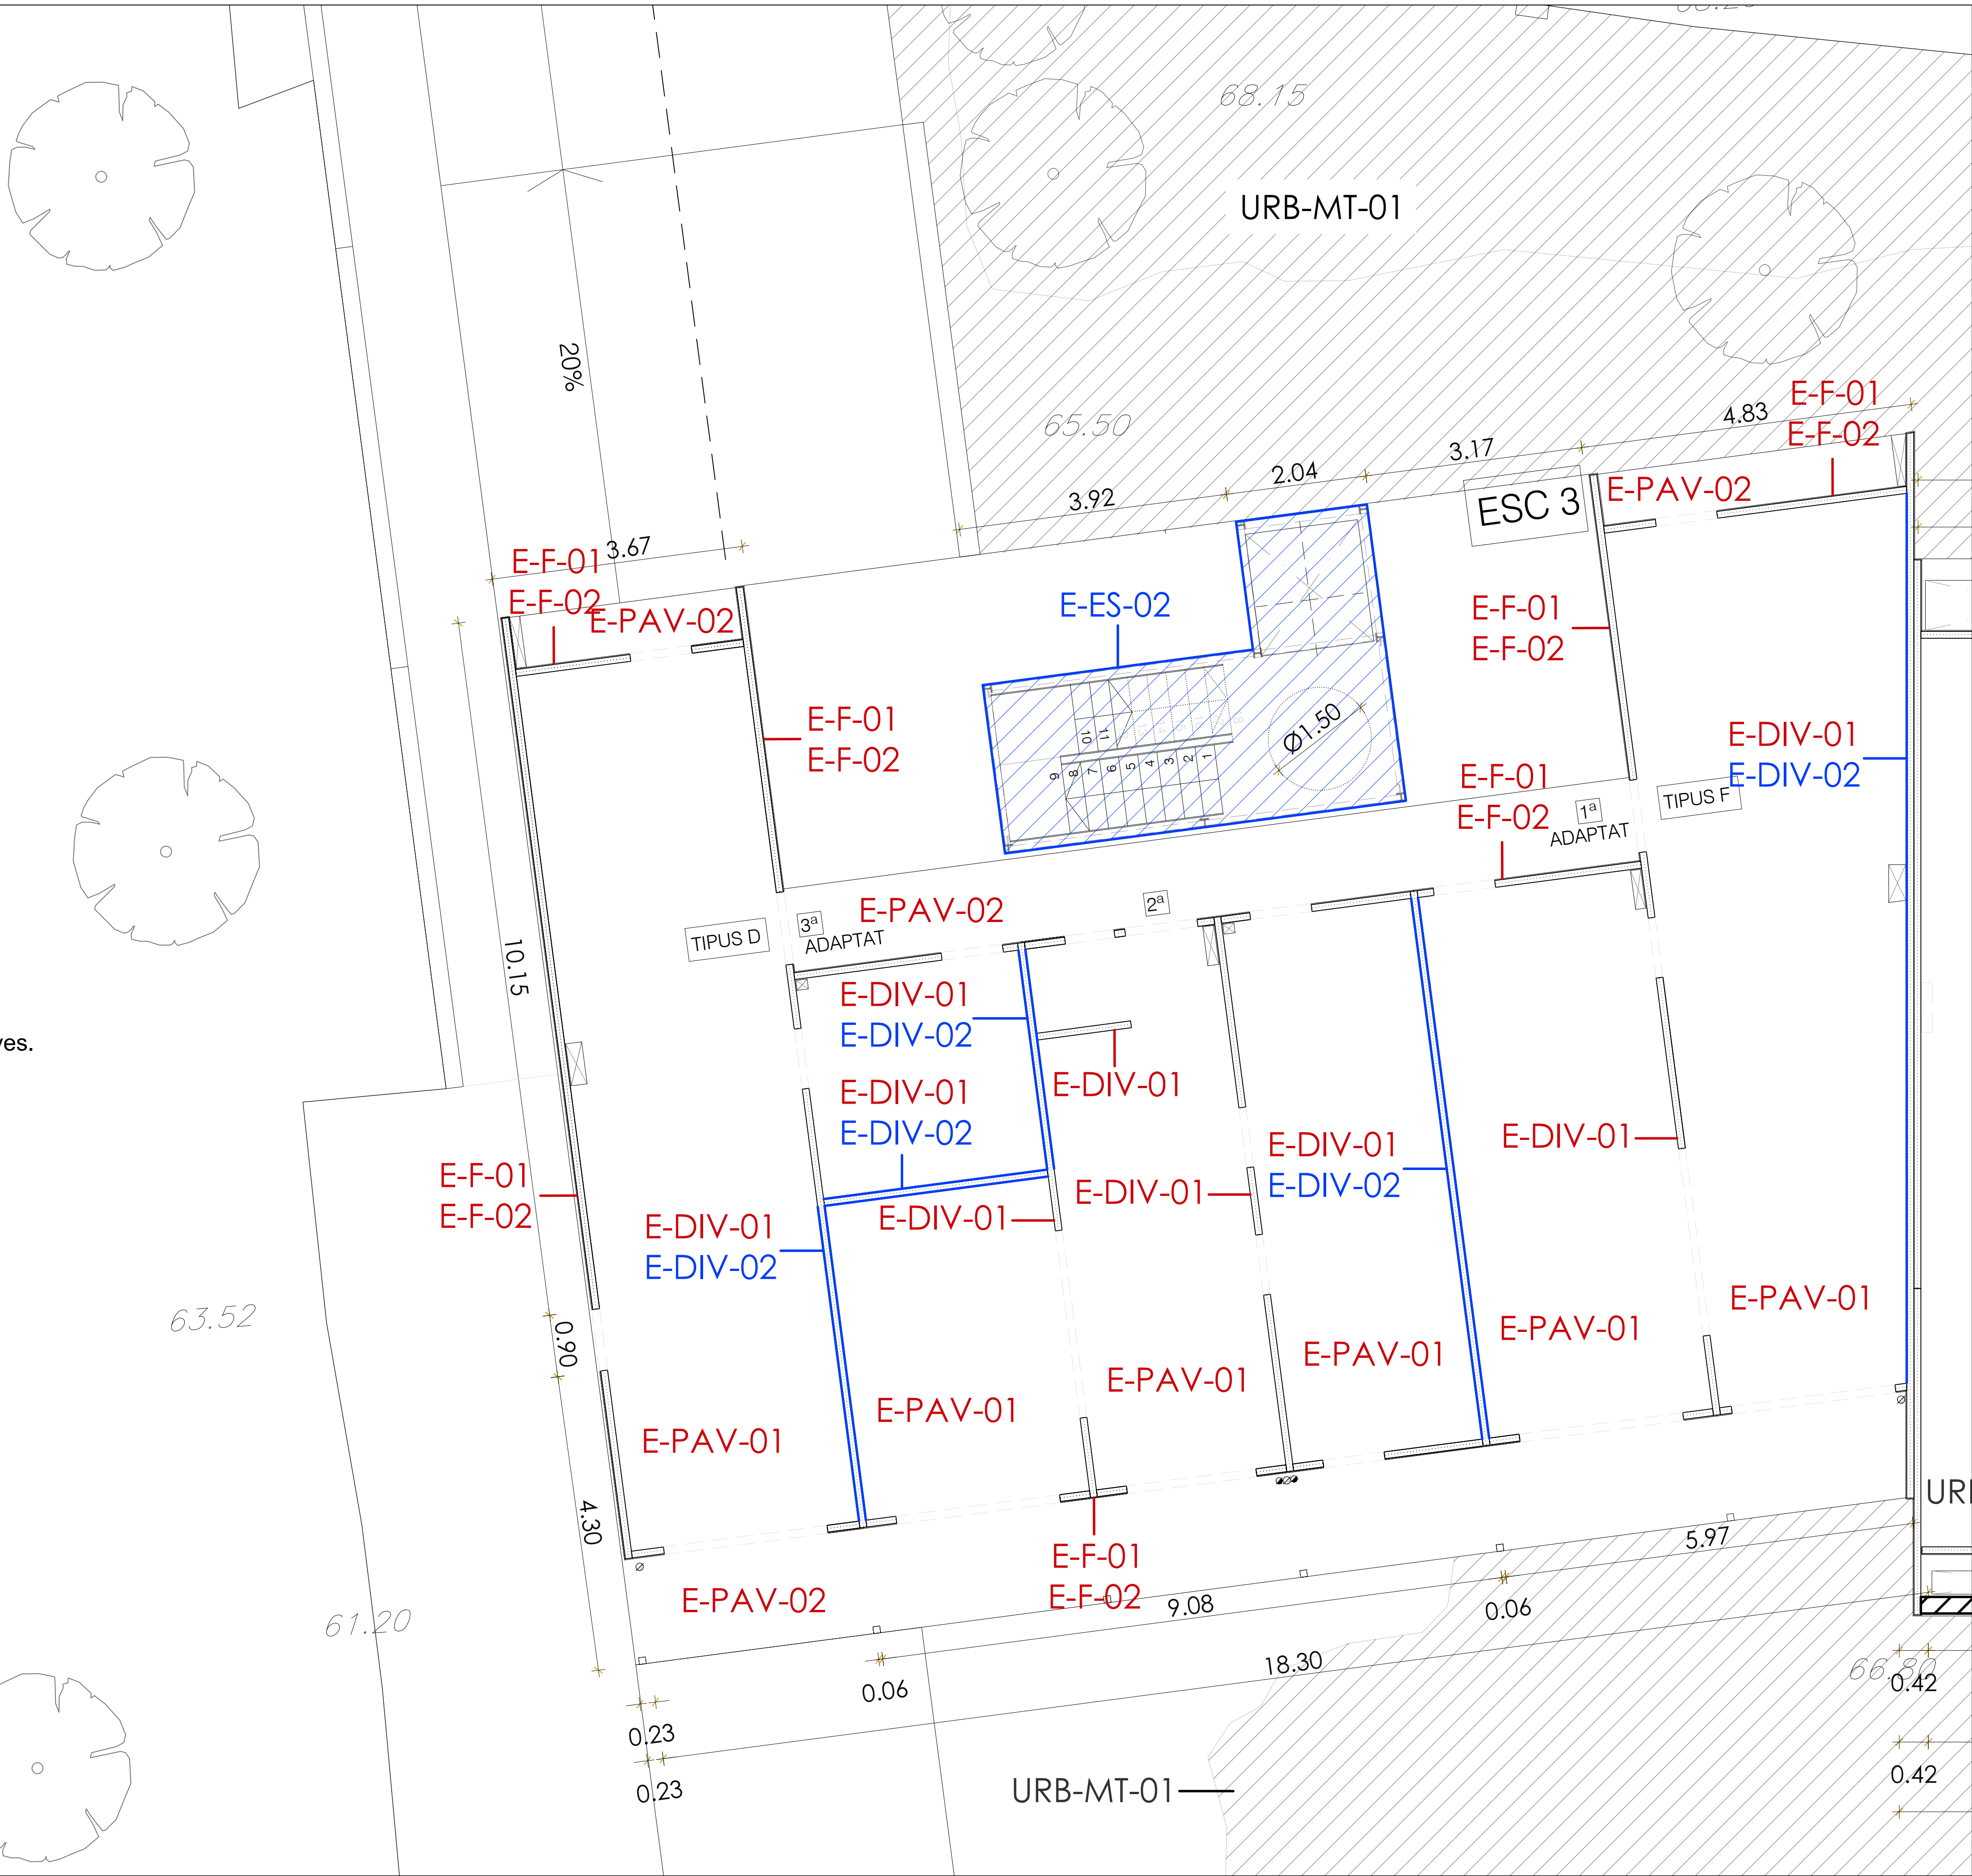 68.15
URB-MT-01
20%
E-F-01
E-F-02
4.83
65.50
3.17
2.04
3.92
ESC 3
E-PAV-02
3.67
E-F-01
E-F-02
E-PAV-02
E-ES-02
E-F-01
E-F-02
E-F-01
E-F-02
Ø1.50
10
11
9
8
7
6
5
4
3
2
1
E-DIV-01
E-DIV-02
E-F-01
E-F-02
1ª
ADAPTAT
TIPUS F
E-PAV-02
2ª
3ª
ADAPTAT
TIPUS D
10.15
E-DIV-01
E-DIV-02
ves.
E-DIV-01
E-DIV-01
E-DIV-02
E-DIV-01
E-DIV-02
E-DIV-01
E-F-01
E-F-02
E-DIV-01
E-DIV-01
E-DIV-01
E-DIV-02
63.52
0.90
E-PAV-01
E-PAV-01
E-PAV-01
E-PAV-01
E-PAV-01
E-PAV-01
4.30
URB
E-F-01
E-F-02
5.97
E-PAV-02
9.08
0.06
61.20
18.30
66.80
0.42
0.06
0.23
0.42
0.23
URB-MT-01